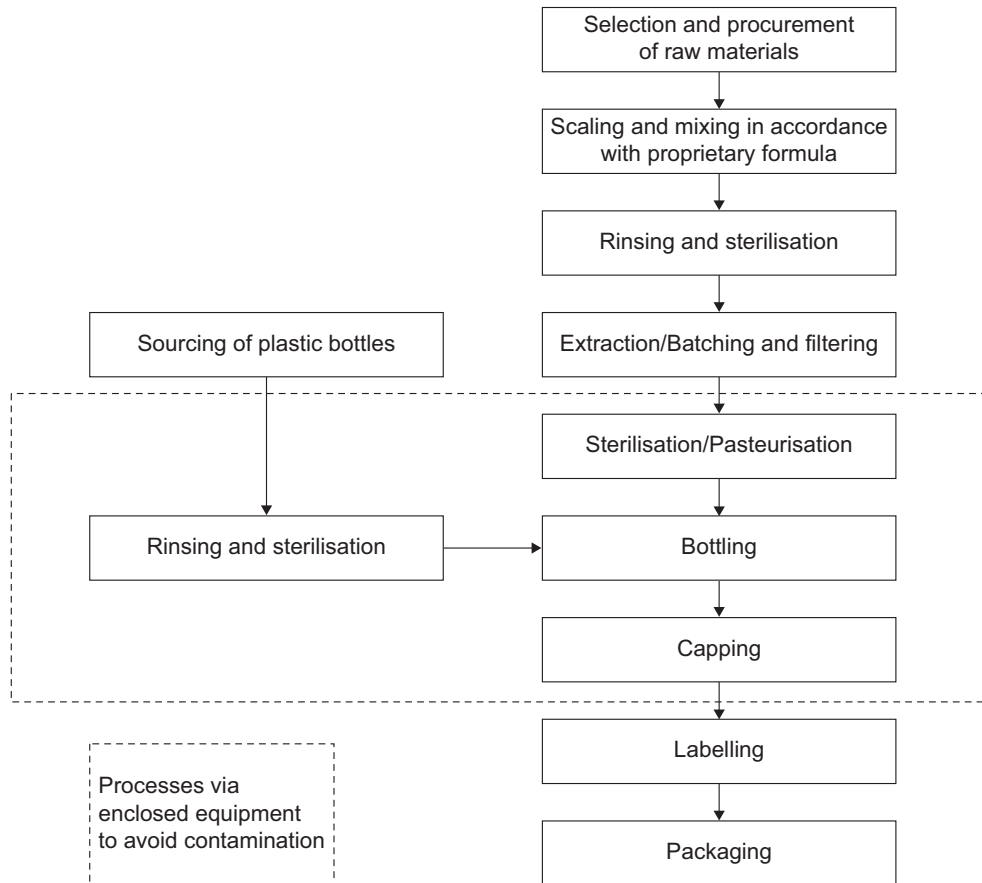 Selection and procurement
of raw materials
Scaling and mixing in accordance
with proprietary formula
Rinsing and sterilisation
Sourcing of plastic bottles
Extraction/Batching and filtering
Sterilisation/Pasteurisation
Rinsing and sterilisation
Bottling
Capping
Labelling
Processes via
enclosed equipment
to avoid contamination
Packaging